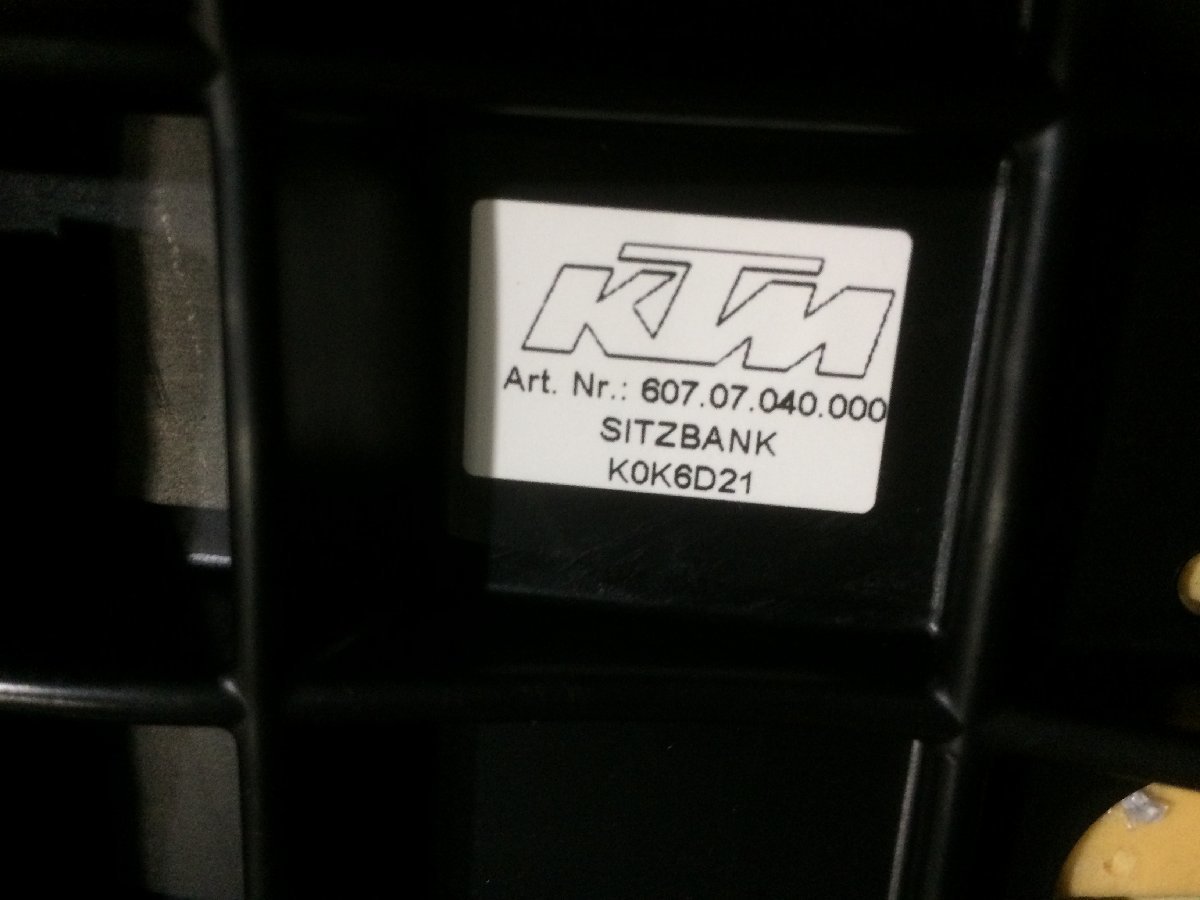 KTM
Art. Nr.: 607.07.040.000
SITZBANK
K0K6D21